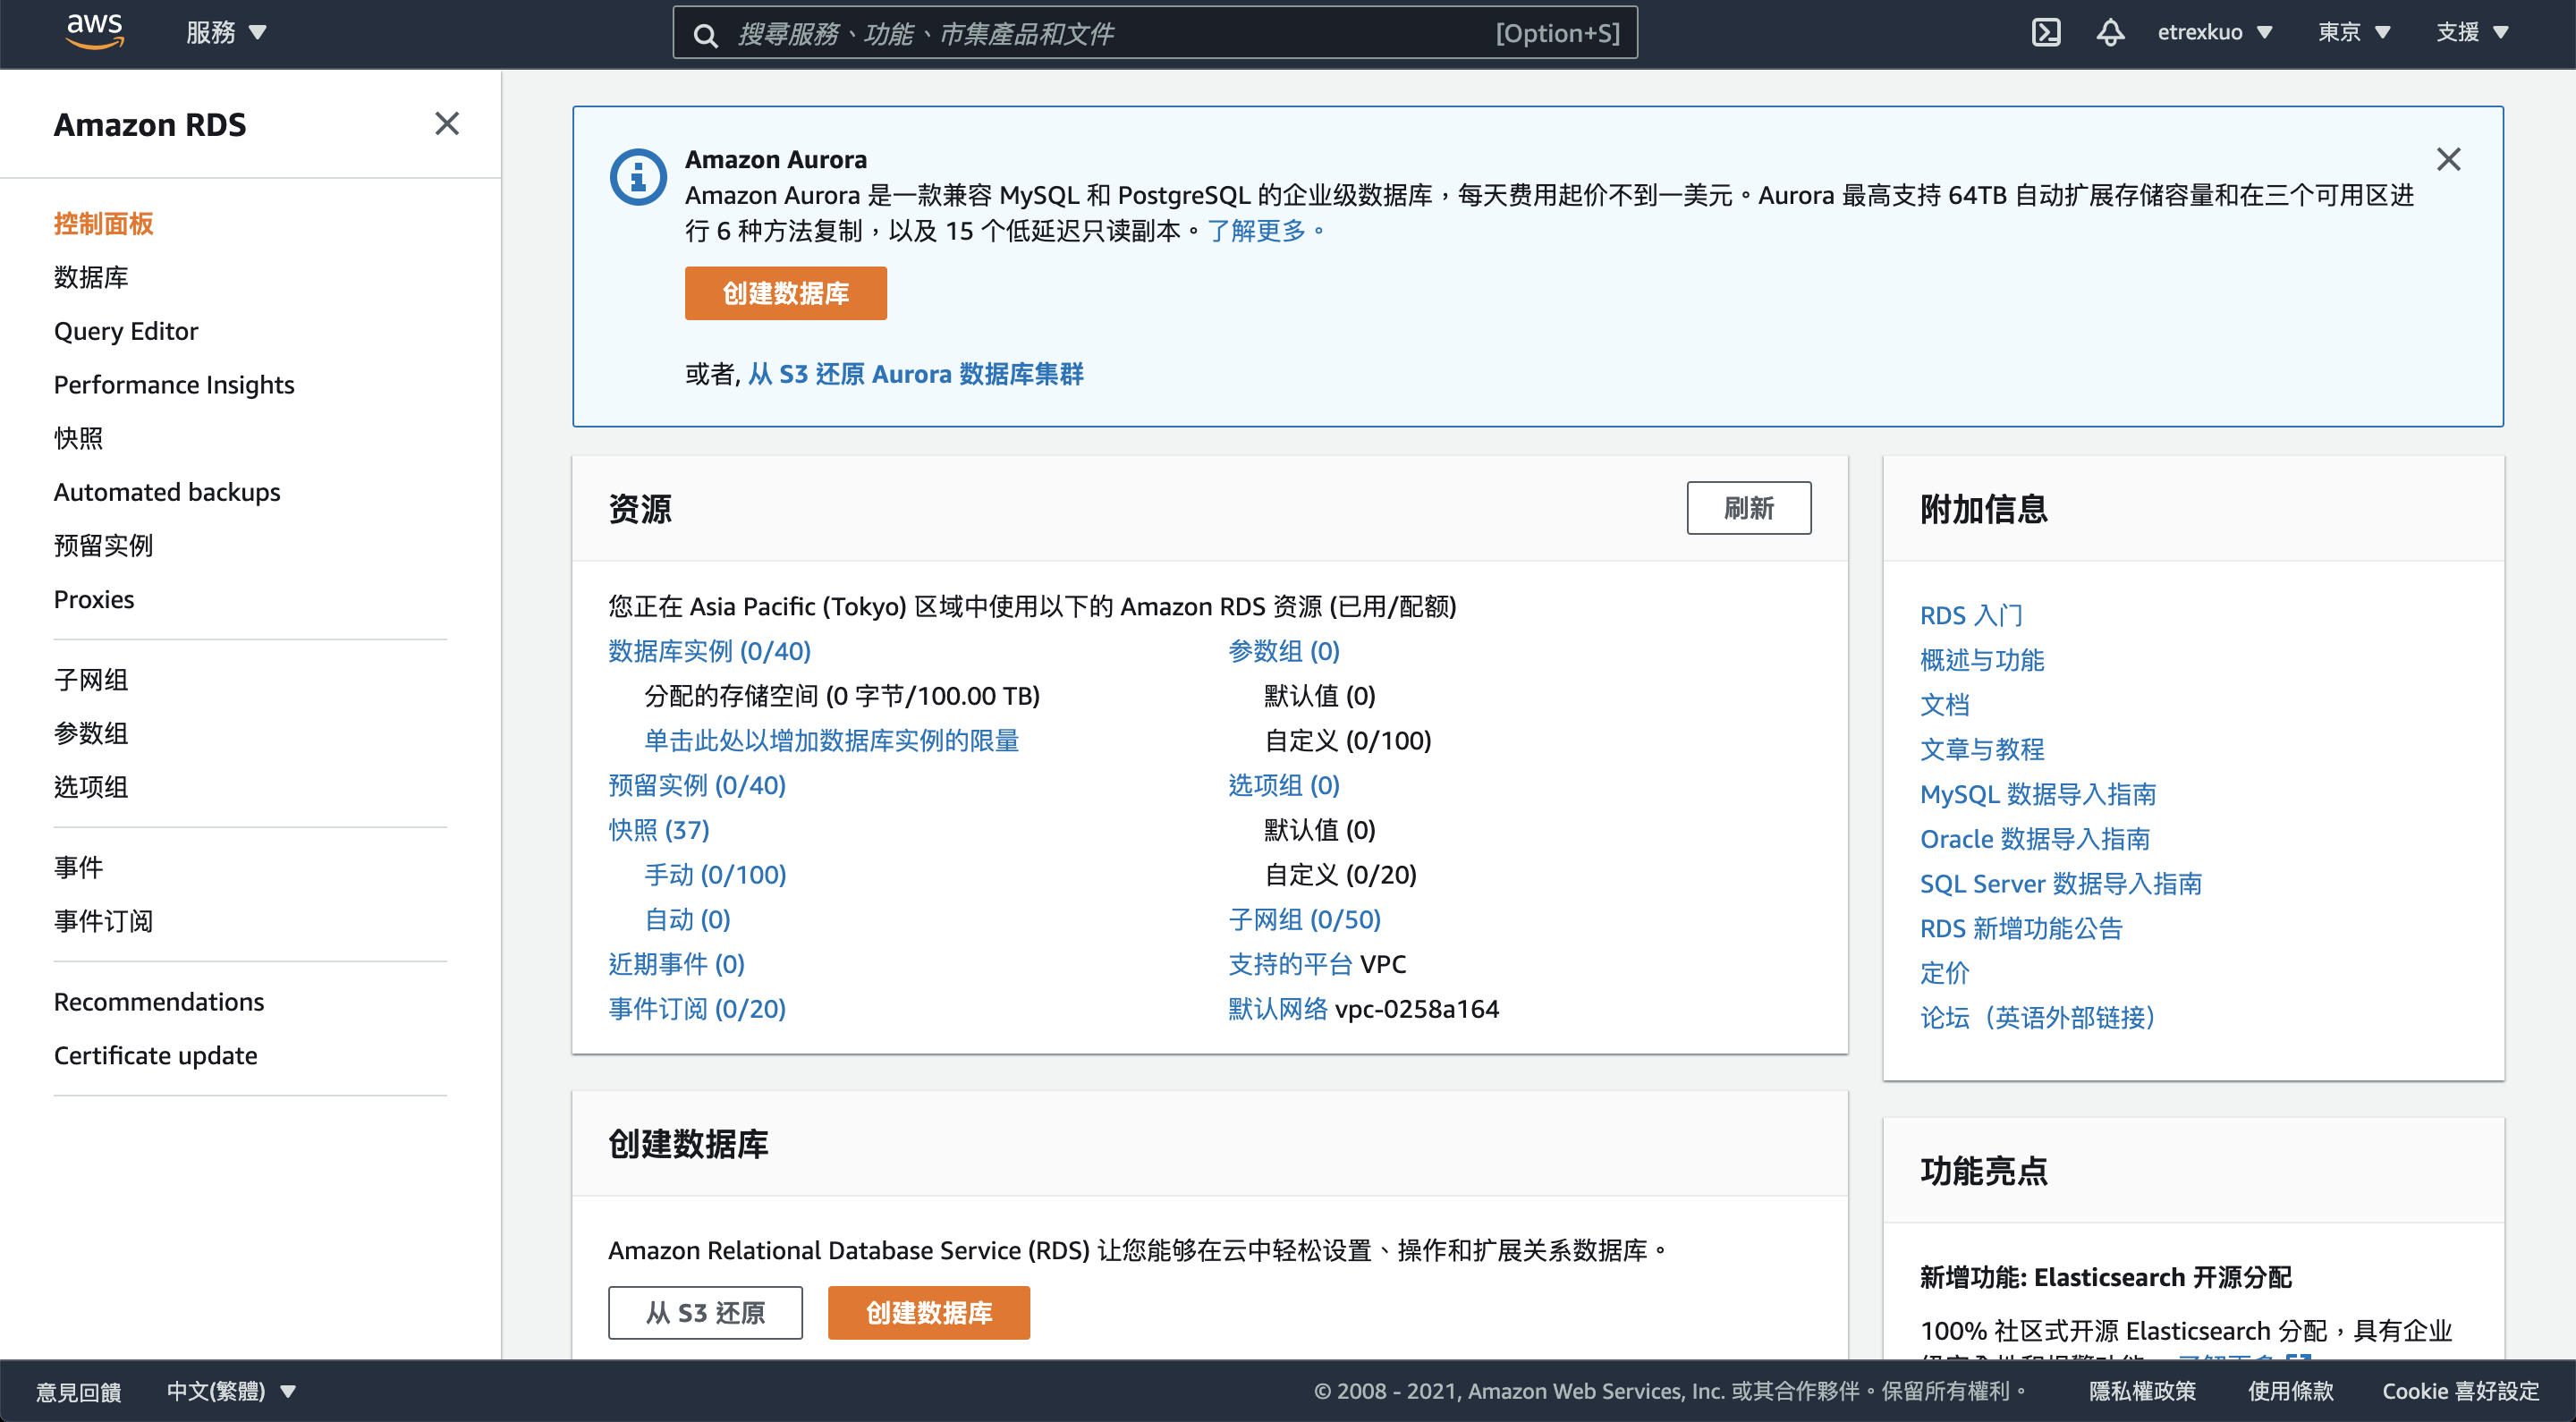 aws
服務
搜尋服務、功能、市集產品和文件
[Option+S]
etrexkuo
東京
支援
Amazon RDS
控制面板
数据库
Query Editor
Performance Insights
快照
Automated backups
预留实例
Proxies
子网组
参数组
选项组
事件
事件订阅
Recommendations
Certificate update
Amazon Aurora
Amazon Aurora 是一款兼容 MySQL 和 PostgreSQL 的企业级数据库，每天费用起价不到一美元。Aurora 最高支持 64TB 自动扩展存储容量和在三个可用区进
行 6 种方法复制，以及 15 个低延迟只读副本。了解更多。
创建数据库
或者, 从 S3 还原 Aurora 数据库集群
资源
刷新
您正在 Asia Pacific (Tokyo) 区域中使用以下的 Amazon RDS 资源 (已用/配额)
数据库实例 (0/40)
分配的存储空间 (0 字节/100.00 TB)
单击此处以增加数据库实例的限量
预留实例 (0/40)
快照 (37)
手动 (0/100)
自动 (0)
近期事件 (0)
事件订阅 (0/20)
参数组 (0)
默认值 (0)
自定义 (0/100)
选项组 (0)
默认值 (0)
自定义 (0/20)
子网组 (0/50)
支持的平台 VPC
默认网络 vpc-0258a164
创建数据库
Amazon Relational Database Service (RDS) 让您能够在云中轻松设置、操作和扩展关系数据库。
从 S3 还原
创建数据库
附加信息
RDS 入门
概述与功能
文档
文章与教程
MySQL 数据导入指南
Oracle 数据导入指南
SQL Server 数据导入指南
RDS 新增功能公告
定价
论坛（英语外部链接）
功能亮点
新增功能: Elasticsearch 开源分配
100% 社区式开源 Elasticsearch 分配，具有企业
意見回饋
中文(繁體)
© 2008 - 2021, Amazon Web Services, Inc. 或其合作夥伴。保留所有權利。
隱私權政策
使用條款
Cookie 喜好設定